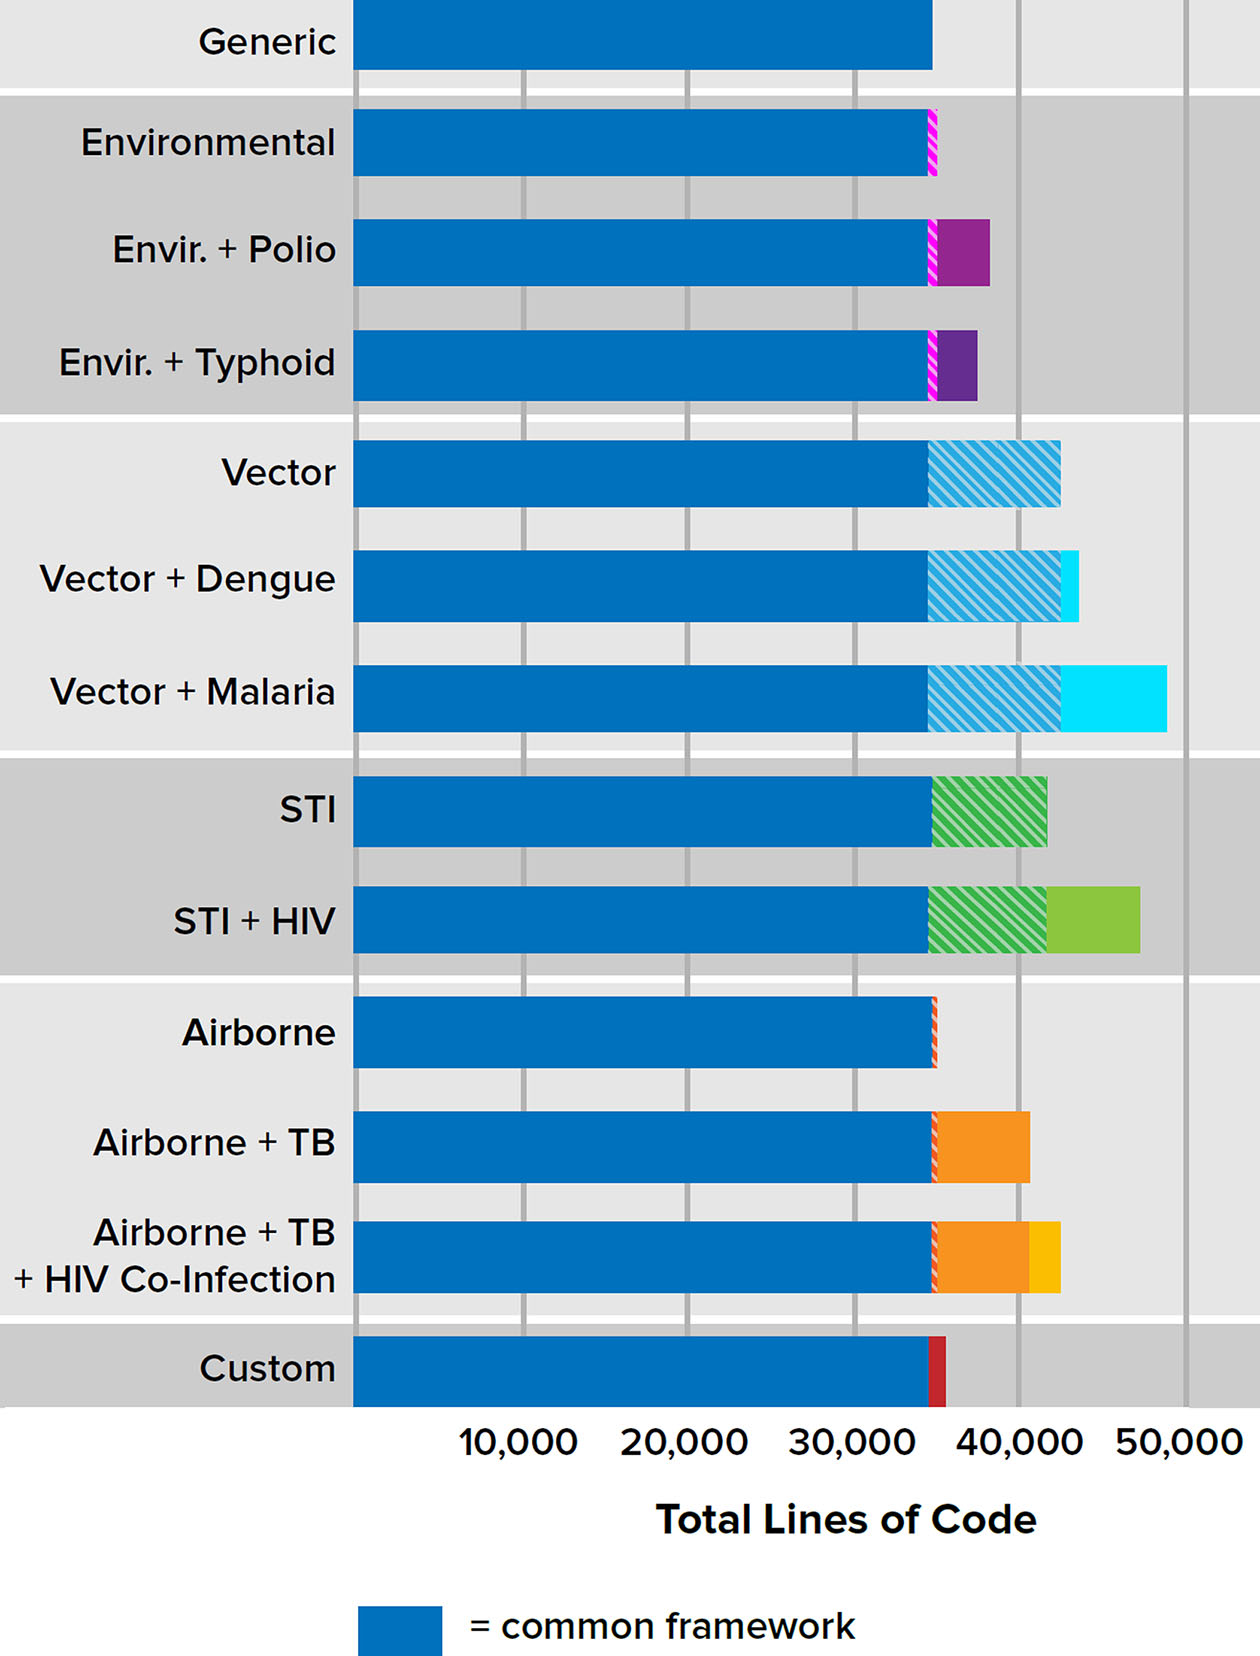 Generic
Environmental
Envir. + Polio
Envir. + Typhoid
Vector
Vector + Dengue
Vector + Malaria
STI
STI + HIV
Airborne
Airborne + TB
Airborne + TB
+ HIV Co-Infection
Custom
10,000 20,000 30,000 40,000 50,000
Total Lines of Code
= common framework